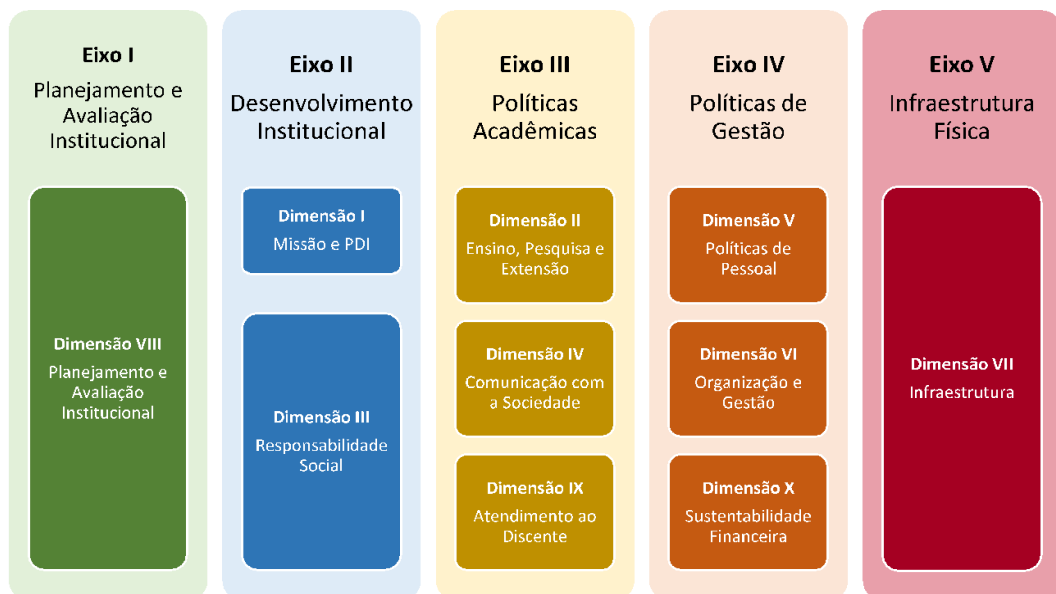 Eixo I
Planejamento e
Avaliação
Institucional
Dimensão VIII
Planejamento e
Avaliação
Institucional
Eixo II
Desenvolvimento
Institucional
Dimensão I
Missão e PDI
Dimensão III
Responsabilidade
Social
Eixo III
Políticas
Acadêmicas
Dimensão II
Ensino, Pesquisa e
Extensão
Dimensão IV
Comunicação com
a Sociedade
Dimensão IX
Atendimento ao
Discente
Eixo IV
Políticas de
Gestão
Dimensão V
Políticas de
Pessoal
Dimensão VI
Organização e
Gestão
Dimensão X
Sustentabilidade
Financeira
Eixo V
Infraestrutura
Física
Dimensão VII
Infraestrutura